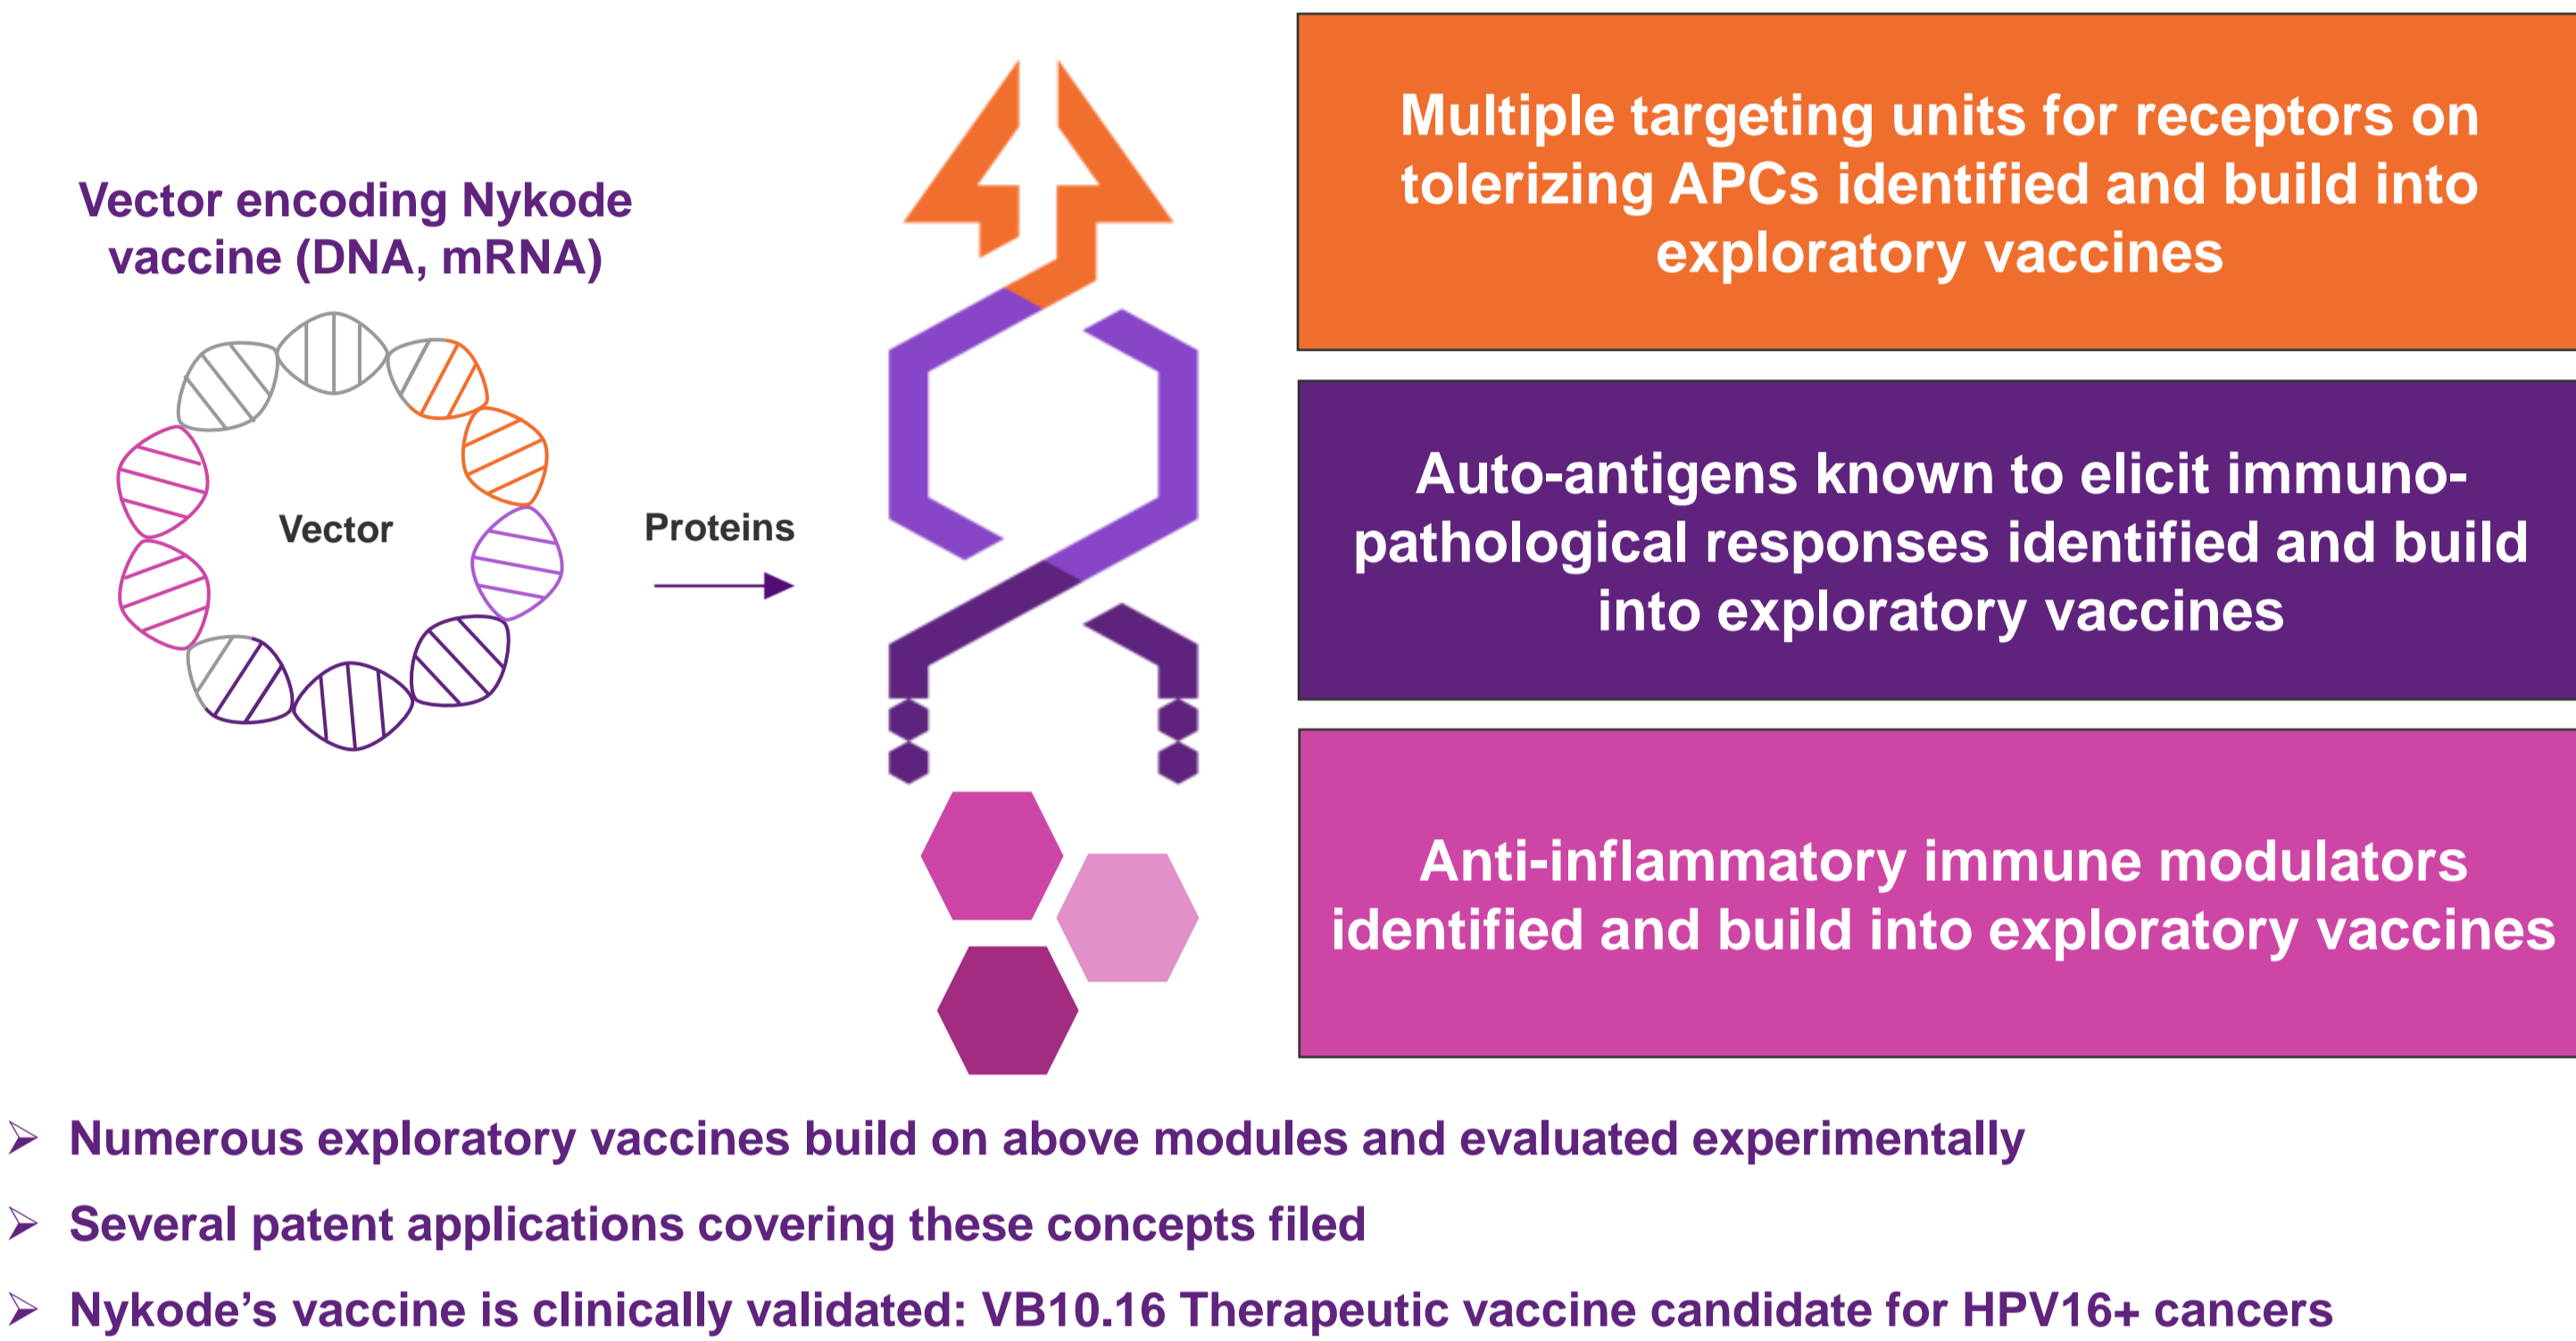 Vector encoding Nykode
vaccine (DNA, mRNA)
Vector
Proteins
Multiple targeting units for receptors on
tolerizing APCs identified and build into
exploratory vaccines
Auto-antigens known to elicit immuno-
pathological responses identified and build
into exploratory vaccines
Anti-inflammatory immune modulators
identified and build into exploratory vaccines
➢ Numerous exploratory vaccines build on above modules and evaluated experimentally
➢ Several patent applications covering these concepts filed
➢ Nykode’s vaccine is clinically validated: VB10.16 Therapeutic vaccine candidate for HPV16+ cancers